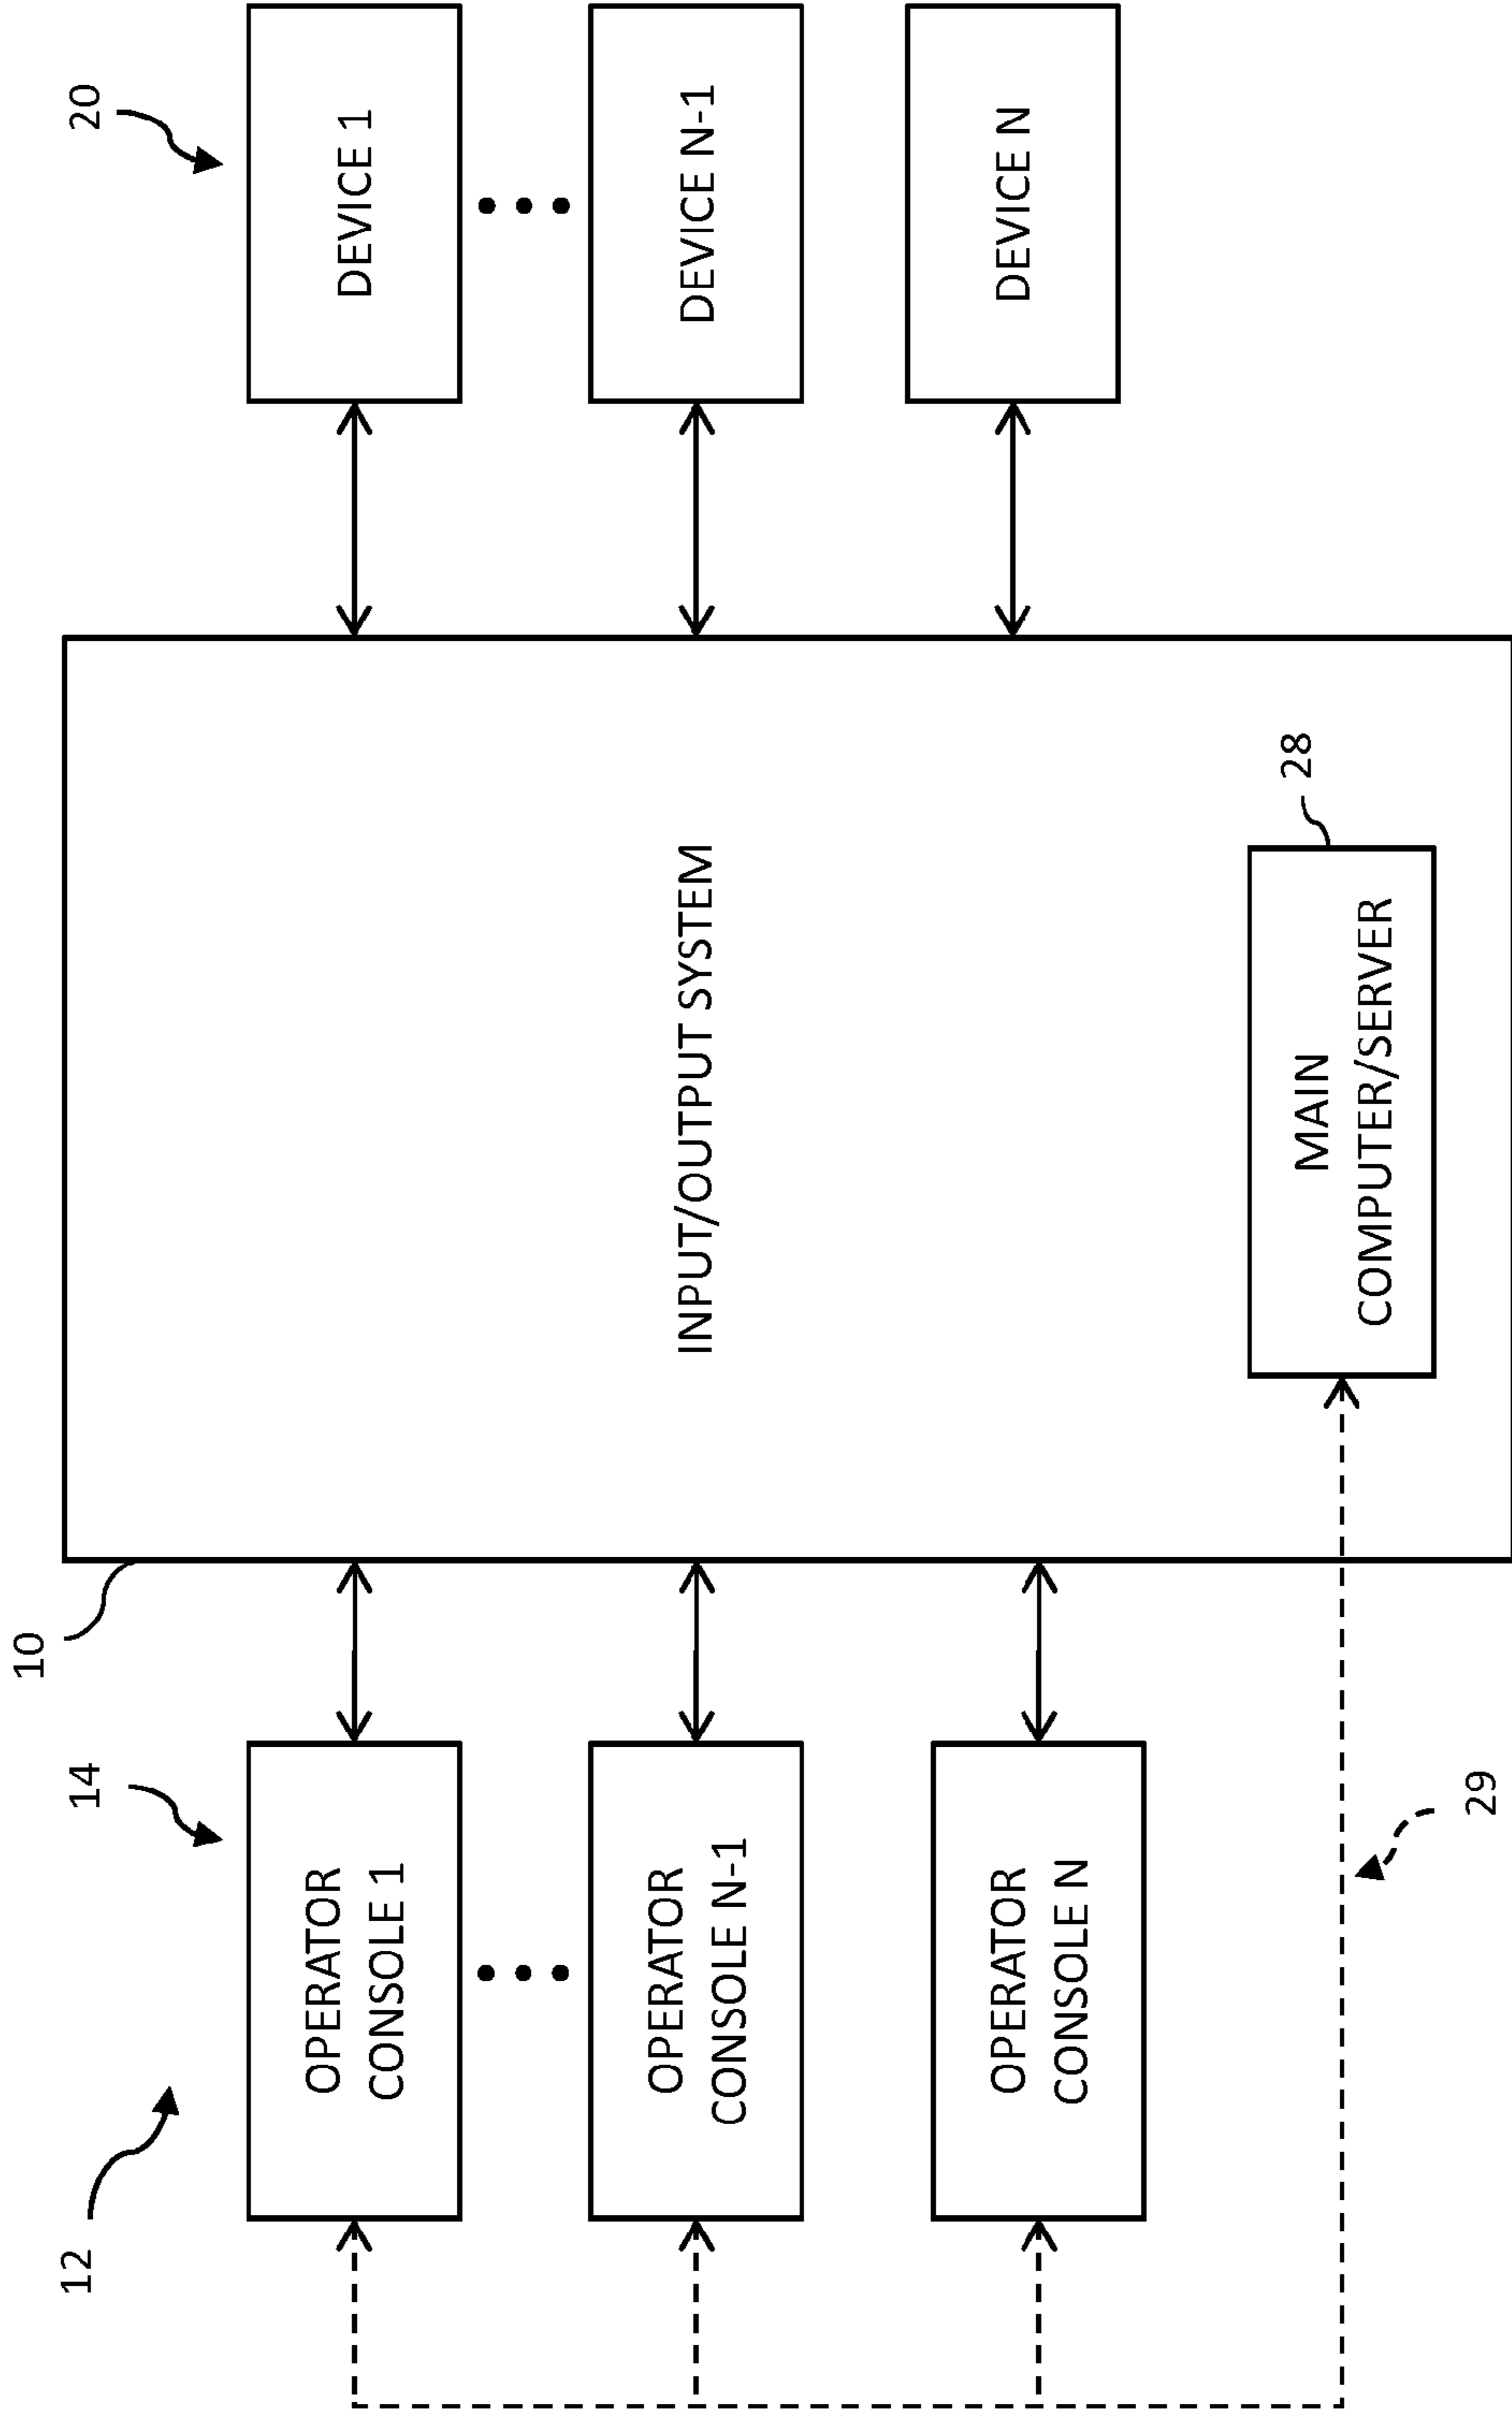 12
14
10
20
OPERATOR
CONSOLE 1
OPERATOR
CONSOLE N-1
OPERATOR
CONSOLE N
INPUT/OUTPUT SYSTEM
MAIN
COMPUTER/SERVER
28
DEVICE 1
DEVICE N-1
DEVICE N
29